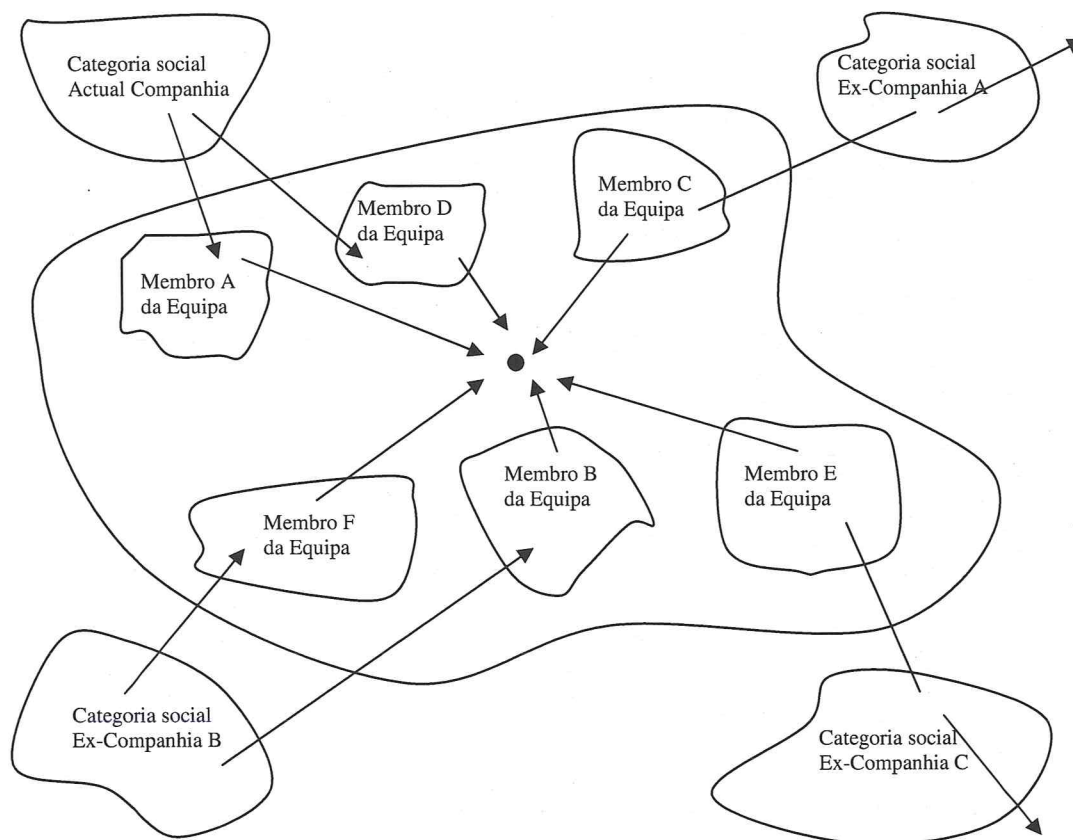 Categoria social
Actual Companhia
Categoria social
Ex-Companhia A
Membro D
da Equipa
Membro C
da Equipa
Membro A
da Equipa
Membro B
da Equipa
Membro E
da Equipa
Membro F
da Equipa
Categoria social
Ex-Companhia B
Categoria social
Ex-Companhia C